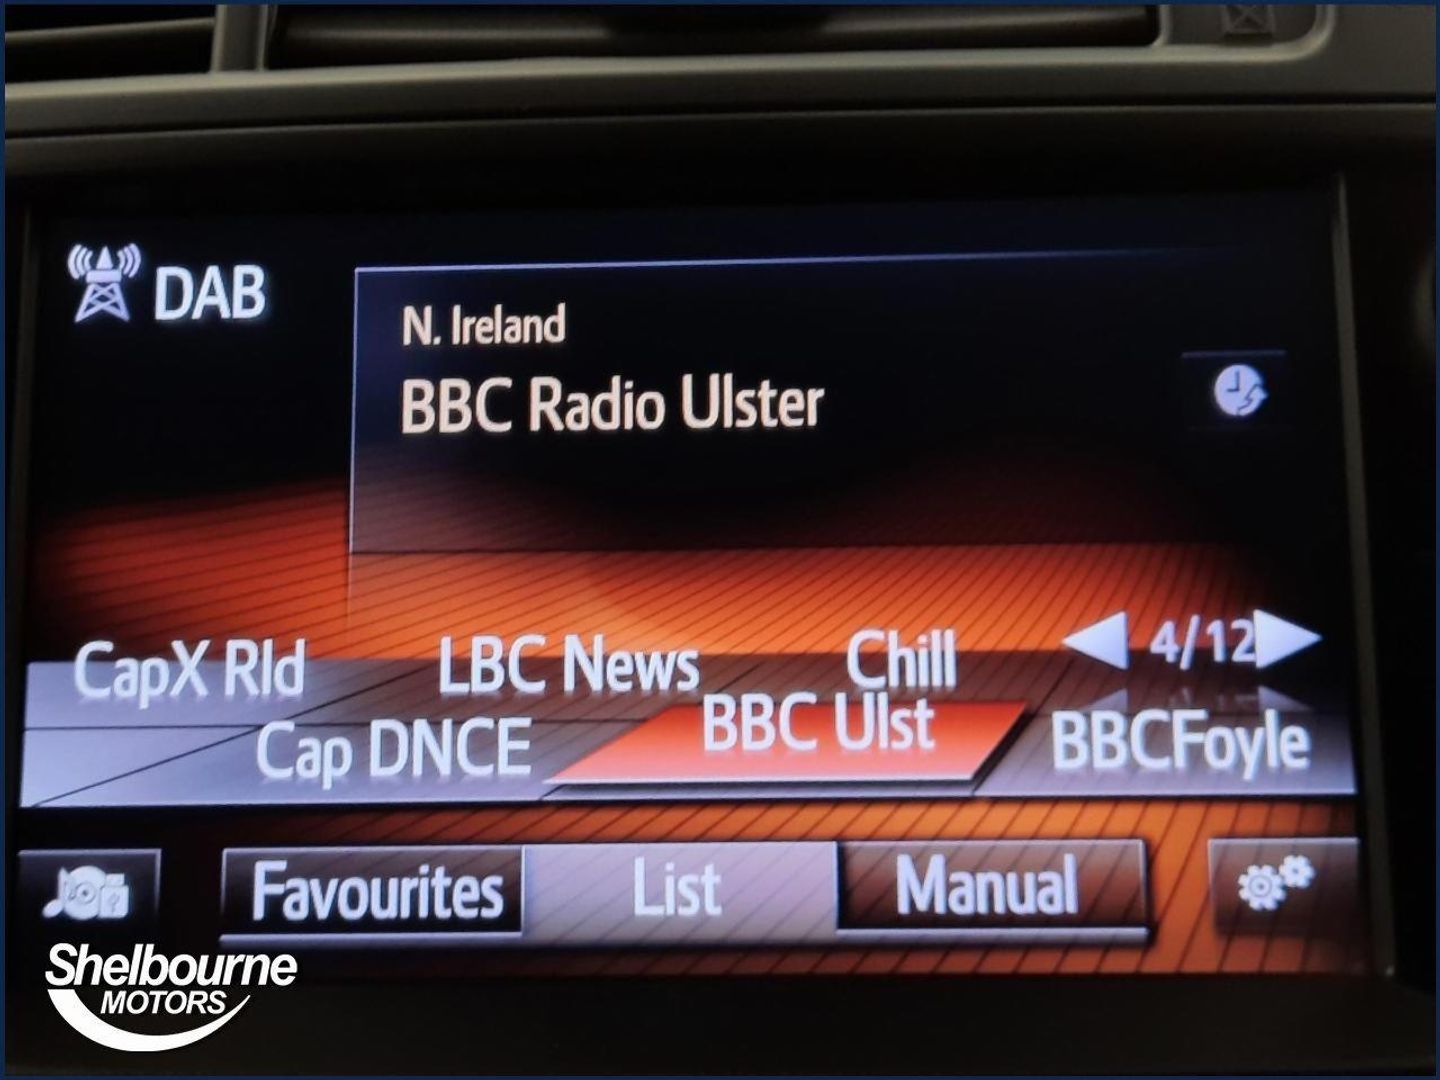 DAB
N. Ireland
BBC Radio Ulster
CapX Rld
LBC News
Chill
4/12
Cap DNCE
BBC Ulst
BBCFoyle
Favourites
List
Manual
Shelbourne
MOTORS